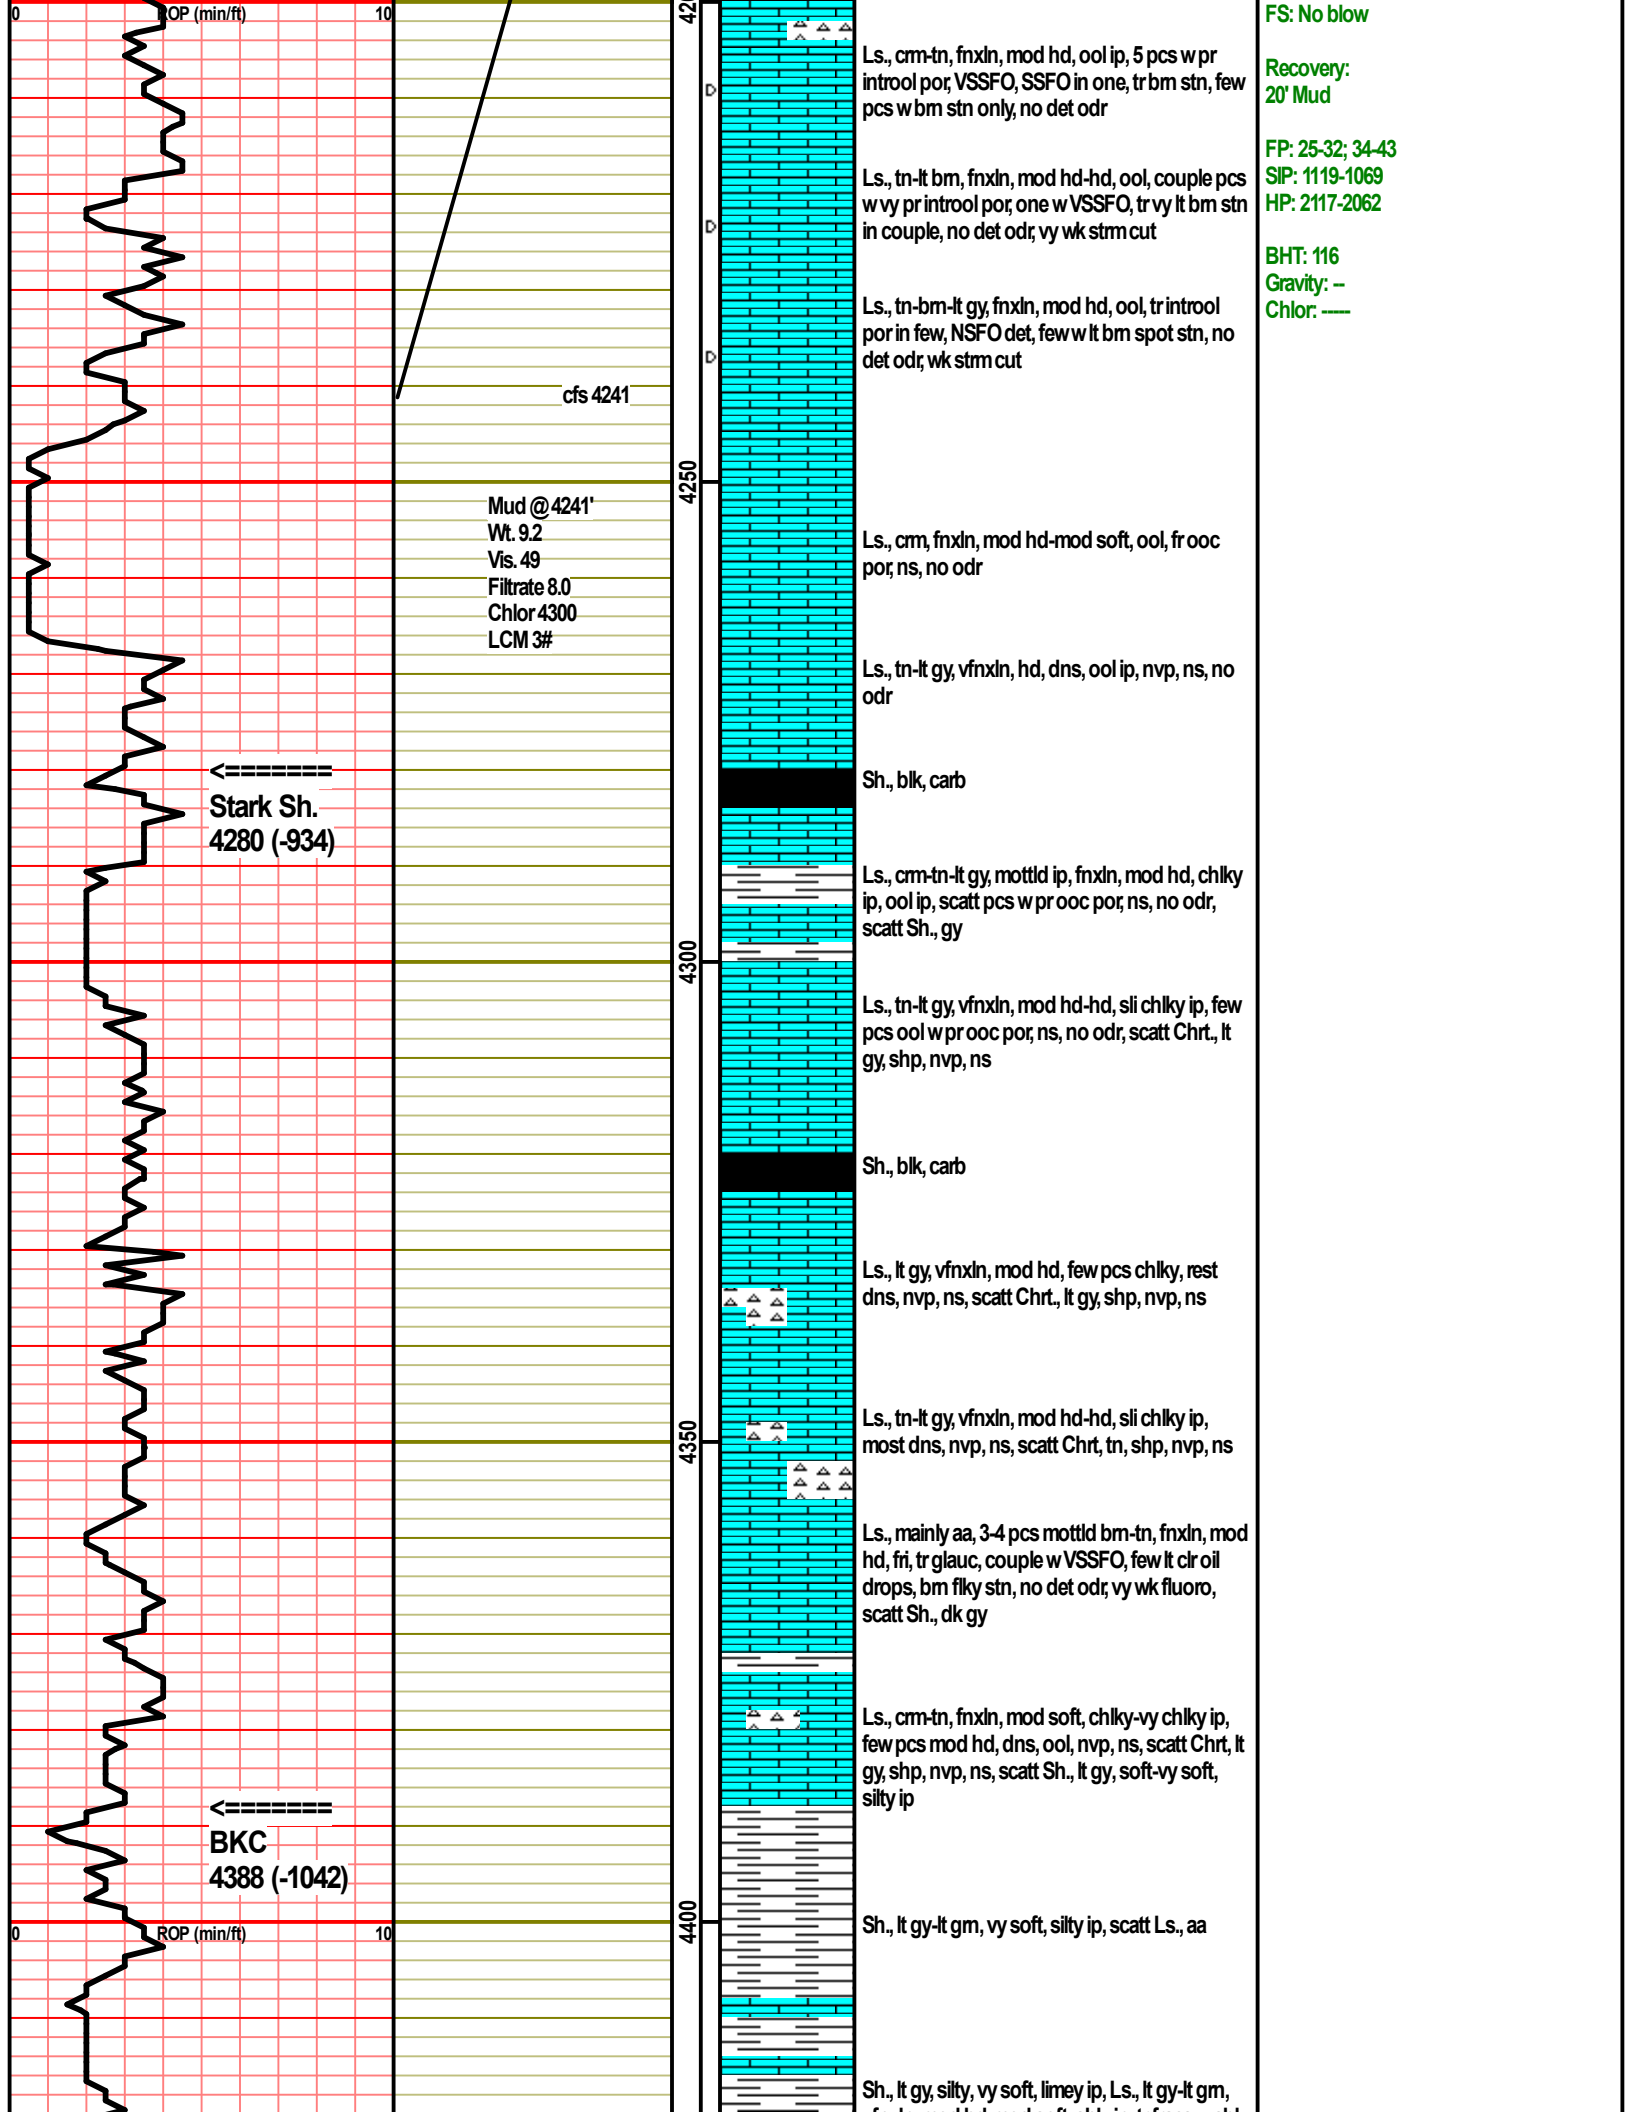 0 ROP (min/ft) 10
cfs 4241
Mud @ 4241'
Wt. 9.2
Vis. 49
Filtrate 8.0
Chlor 4300
LCM 3#
<=======
Stark Sh.
4280 (-934)
<=======
BKC
4388 (-1042)
0 ROP (min/ft) 10
4250
4300
4350
4400
Ls., crm-tn, fnxln, mod hd, ool ip, 5 pcs w pr
introol por, VSSFO, SSFO in one, tr brn stn, few
pcs w brn stn only, no det odr
Ls., tn-lt brn, fnxln, mod hd-hd, ool, couple pcs
w vy pr introol por, one w VSSFO, tr vy lt brn stn
in couple, no det odr, vy wk strm cut
Ls., tn-brn-lt gy, fnxln, mod hd, ool, tr introol
por in few, NSFO det, few w lt brn spot stn, no
det odr, wk strm cut
Ls., crm, fnxln, mod hd-mod soft, ool, fr ooc
por, ns, no odr
Ls., tn-lt gy, vfnxln, hd, dns, ool ip, nvp, ns, no
odr
Sh., blk, carb
Ls., crm-tn-lt gy, mottld ip, fnxln, mod hd, chlky
ip, ool ip, scatt pcs w pr ooc por, ns, no odr,
scatt Sh., gy
Ls., tn-lt gy, vfnxln, mod hd-hd, sli chlky ip, few
pcs ool w pr ooc por, ns, no odr, scatt Chrt., lt
gy, shp, nvp, ns
Sh., blk, carb
Ls., lt gy, vfnxln, mod hd, few pcs chlky, rest
dns, nvp, ns, scatt Chrt., lt gy, shp, nvp, ns
Ls., tn-lt gy, vfnxln, mod hd-hd, sli chlky ip,
most dns, nvp, ns, scatt Chrt, tn, shp, nvp, ns
Ls., mainly aa, 3-4 pcs mottld brn-tn, fnxln, mod
hd, fri, tr glauc, couple w VSSFO, few lt clr oil
drops, brn flky stn, no det odr, vy wk fluoro,
scatt Sh., dk gy
Ls., crm-tn, fnxln, mod soft, chlky-vy chlky ip,
few pcs mod hd, dns, ool, nvp, ns, scatt Chrt, lt
gy, shp, nvp, ns, scatt Sh., lt gy, soft-vy soft,
silty ip
Sh., lt gy-lt grn, vy soft, silty ip, scatt Ls., aa
Sh., lt gy, silty, vy soft, limey ip, Ls., lt gy-lt grn,
FS: No blow
Recovery:
20' Mud
FP: 25-32; 34-43
SIP: 1119-1069
HP: 2117-2062
BHT: 116
Gravity: --
Chlor: -----